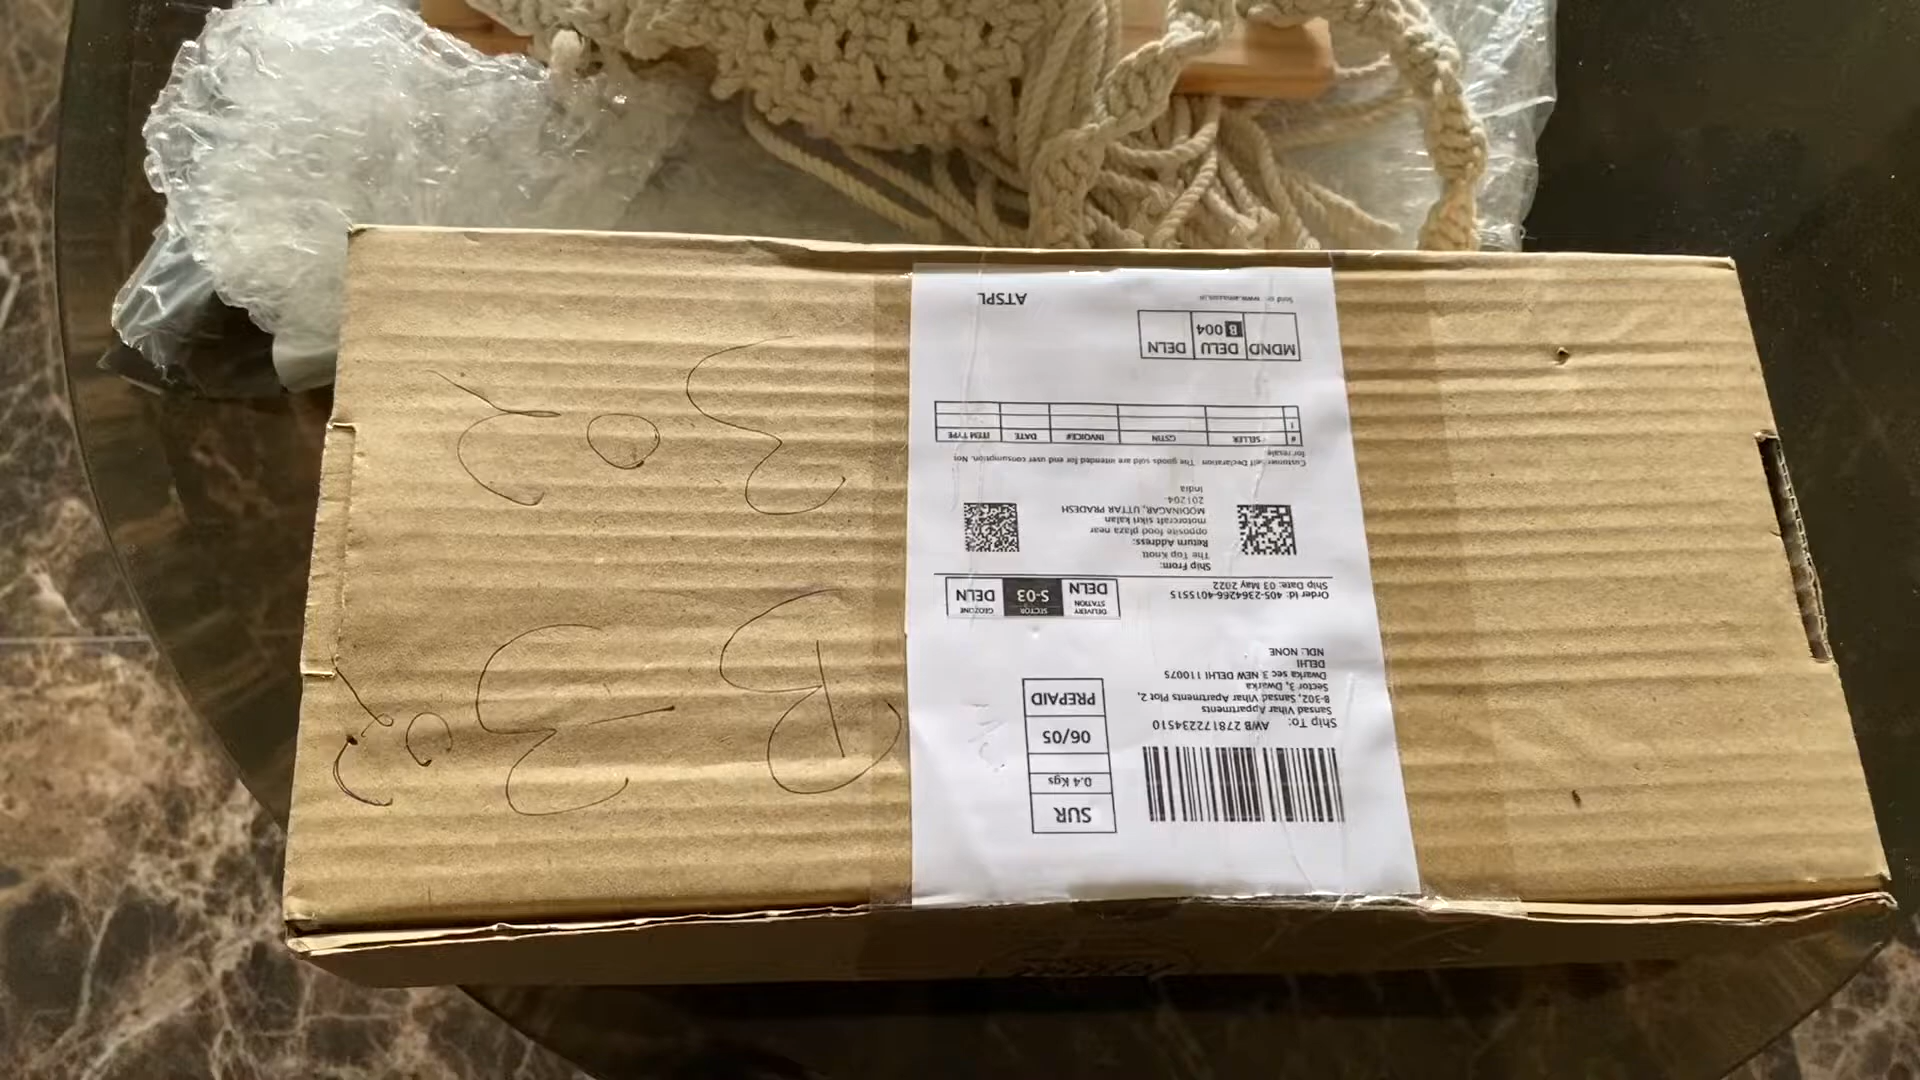 SUR
0.4 Kgs
06/05
PREPAID
AWB 278172234510
Ship To:
Sansad Vihar Appartments
8-302, Sansad Vihar Apartments Plot 2,
Sector 3, Dwarka
Dwarka sec 3 NEW DELHI 110075
DELHI
NDL: NONE
Order Id: 405-2364266-4015515
Ship Date: 03 May 2022
DELIVERY STATION
DELN
SECTOR
S-03
GEOZONE
DELN
Ship From:
The Top Knott
Return Address:
opposite food plaza near
motorcraft sikri kalan
MODINAGAR, UTTAR PRADESH
201204-
India
Customer Self Declaration: The goods sold are intended for end user consumption. Not
for resale.
# SELLER GSTIN INVOICE# DATE ITEM TYPE
1
MDND DELU DELN
B 004
Sold on: www.amazon.in
ATSPL